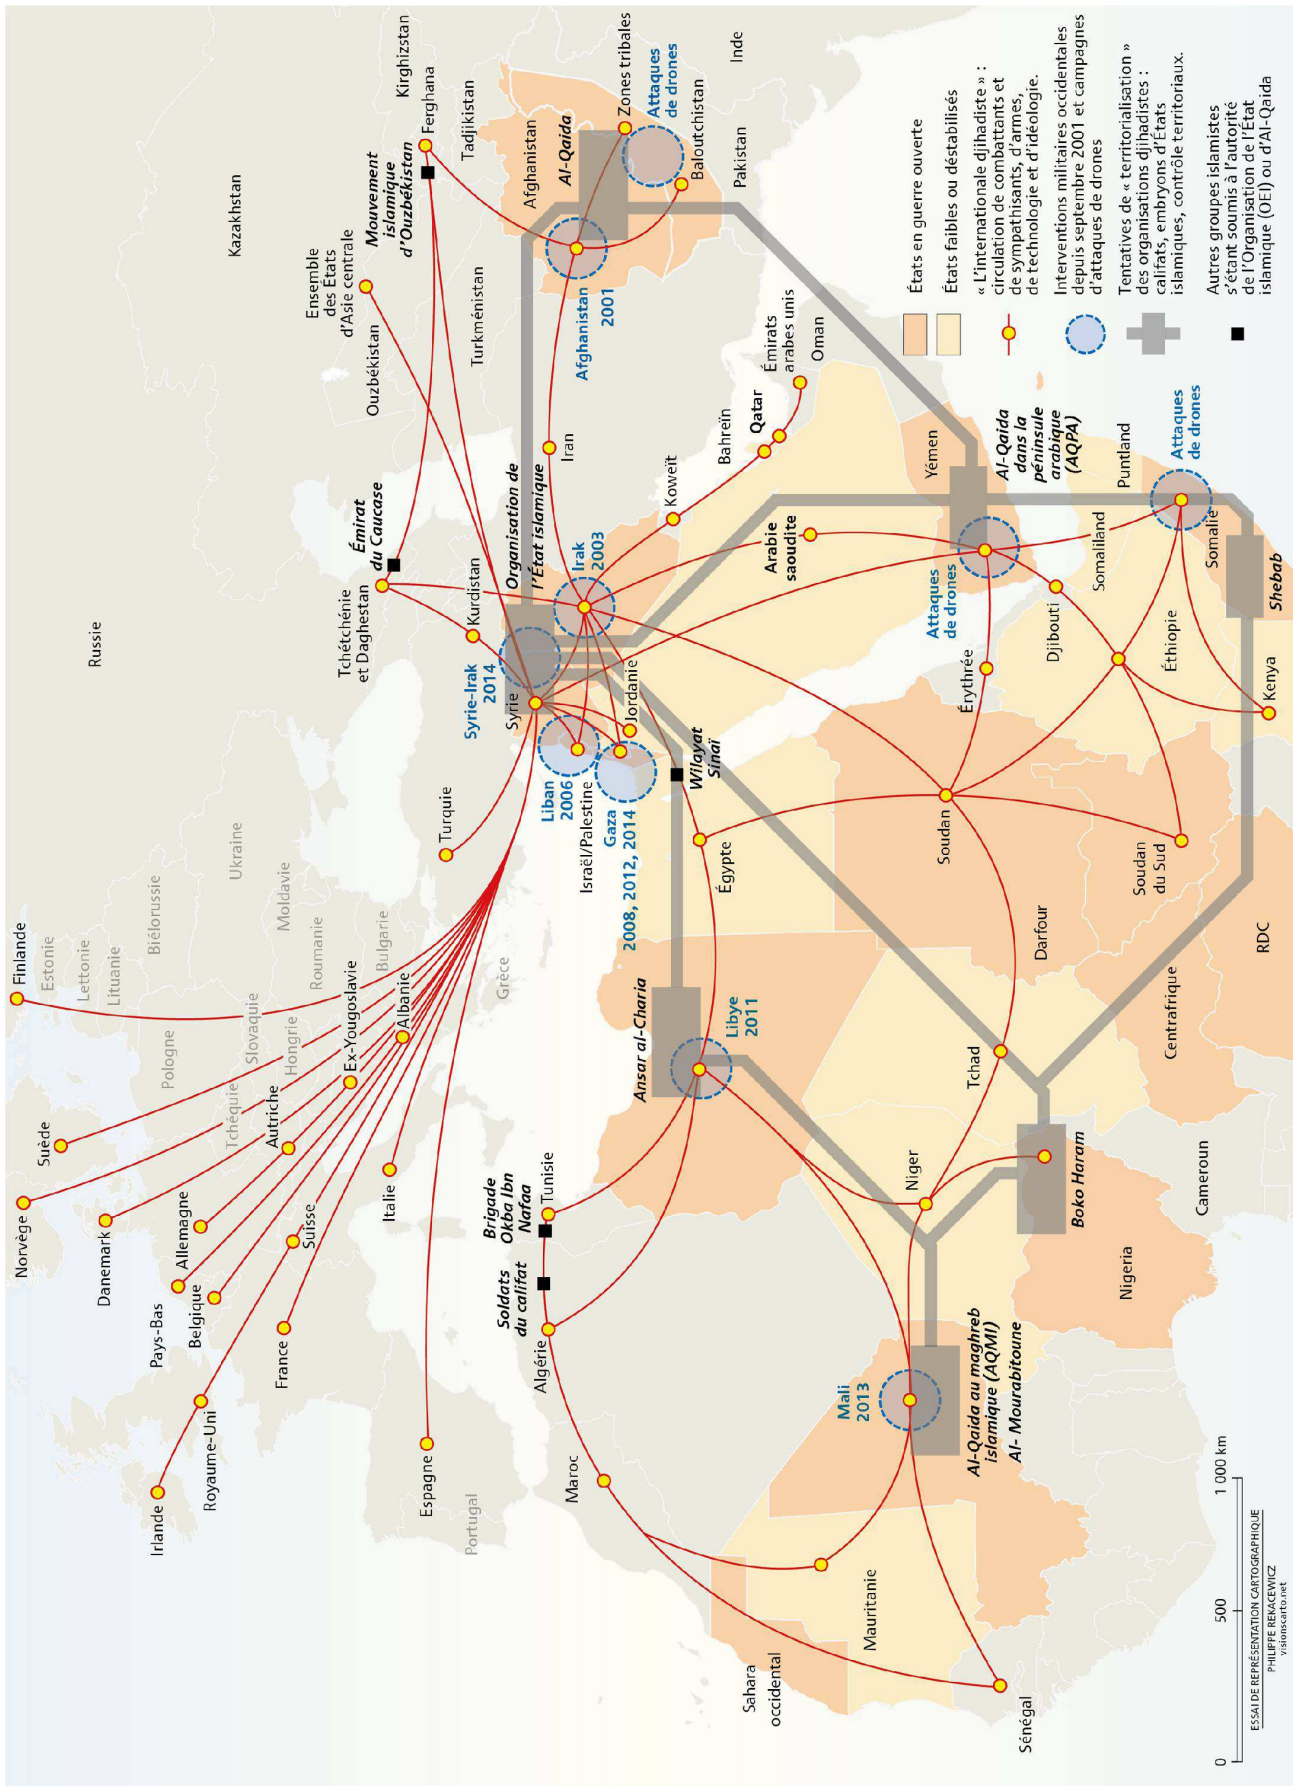 Finlande
Estonie
Lettonie
Lituanie
Biélorussie
Ukraine
Moldavie
Roumanie
Bulgarie
Grèce
Pologne
Slovaquie
Hongrie
Tchéquie
Suède
Norvège
Danemark
Allemagne
Autriche
Ex-Yougoslavie
Albanie
Pays-Bas
Belgique
Suisse
Italie
France
Royaume-Uni
Irlande
Espagne
Portugal
Russie
Kazakhstan
Kirghizstan
Ferghana
Tadjikistan
Mouvement
islamique
d'Ouzbékistan
Ensemble
des États
d'Asie centrale
Ouzbékistan
Turkménistan
Émirat
du Caucase
Tchétchénie
et Daghestan
Kurdistan
Turquie
Syrie-Irak
2014
Syrie
Organisation de
l'État islamique
Irak
2003
Iran
Afghanistan
2001
Afghanistan
Al-Qaida
Zones tribales
Attaques
de drones
Baloutchistan
Pakistan
Inde
Liban
2006
Israël/Palestine
Gaza
2008, 2012, 2014
Jordanie
Wilayat
Sinaï
Koweït
Bahreïn
Qatar
Émirats
arabes unis
Oman
Arabie
saoudite
Yémen
Al-Qaida
dans la
péninsule
arabique
(AQPA)
Attaques
de drones
Érythrée
Djibouti
Somaliland
Puntland
Attaques
de drones
Somalie
Shebab
Éthiopie
Kenya
Égypte
Soudan
Soudan
du Sud
Darfour
RDC
Centrafrique
Tchad
Ansar al-Charia
Libye
2011
Brigade
Okba Ibn
Nafaa
Tunisie
Soldats
du califat
Algérie
Maroc
Niger
Boko Haram
Cameroun
Nigeria
Mali
2013
Al-Qaida au maghreb
islamique (AQMI)
Al- Mourabitoune
Mauritanie
Sahara
occidental
Sénégal
États en guerre ouverte
États faibles ou déstabilisés
« L'internationale djihadiste » :
circulation de combattants et
de sympathisants, d'armes,
de technologie et d'idéologie.
Interventions militaires occidentales
depuis septembre 2001 et campagnes
d'attaques de drones
Tentatives de « territorialisation »
des organisations djihadistes :
califats, embryons d'États
islamiques, contrôle territoriaux.
Autres groupes islamistes
s'étant soumis à l'autorité
de l'Organisation de l'État
islamique (OEI) ou d'Al-Qaida
0 500 1 000 km
ESSAI DE REPRÉSENTATION CARTOGRAPHIQUE
PHILIPPE REKACEWICZ
visionscarto.net